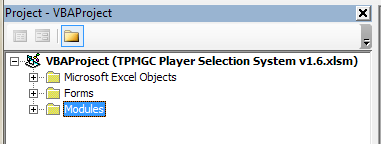 Project - VBAProject
VBAProject (TPMGC Player Selection System v1.6.xlsm)
Microsoft Excel Objects
Forms
Modules